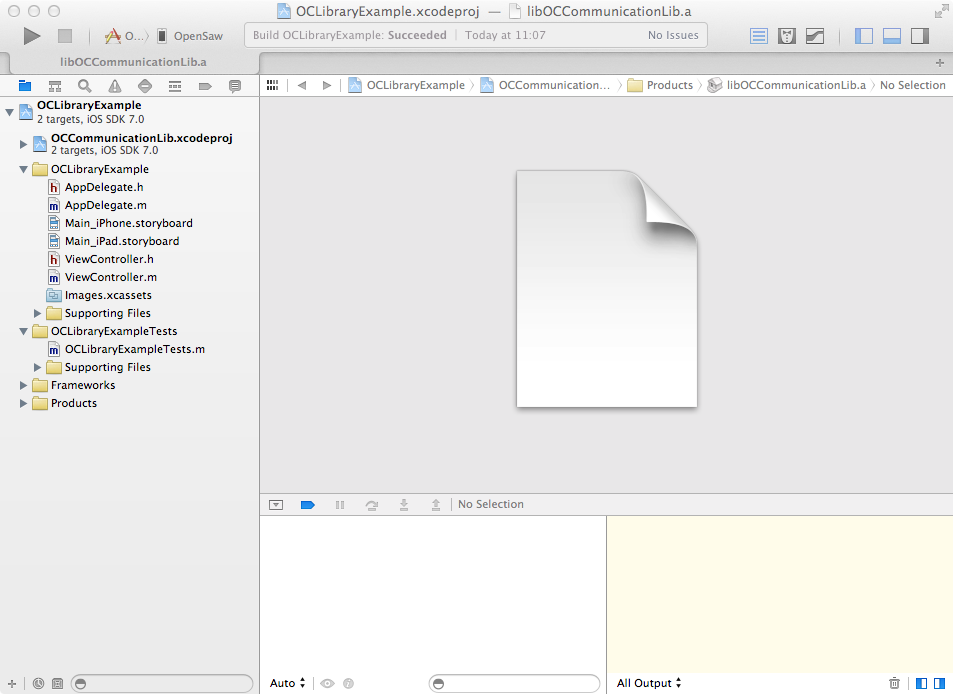 OCLibraryExample.xcodeproj — libOCCommunicationLib.a
O... OpenSaw
Build OCLibraryExample: Succeeded Today at 11:07 No Issues
libOCCommunicationLib.a
OCLibraryExample OCCommunication... Products libOCCommunicationLib.a No Selection
OCLibraryExample
2 targets, iOS SDK 7.0
OCCommunicationLib.xcodeproj
2 targets, iOS SDK 7.0
OCLibraryExample
h AppDelegate.h
m AppDelegate.m
Main_iPhone.storyboard
Main_iPad.storyboard
h ViewController.h
m ViewController.m
Images.xcassets
Supporting Files
OCLibraryExampleTests
m OCLibraryExampleTests.m
Supporting Files
Frameworks
Products
No Selection
Auto
All Output